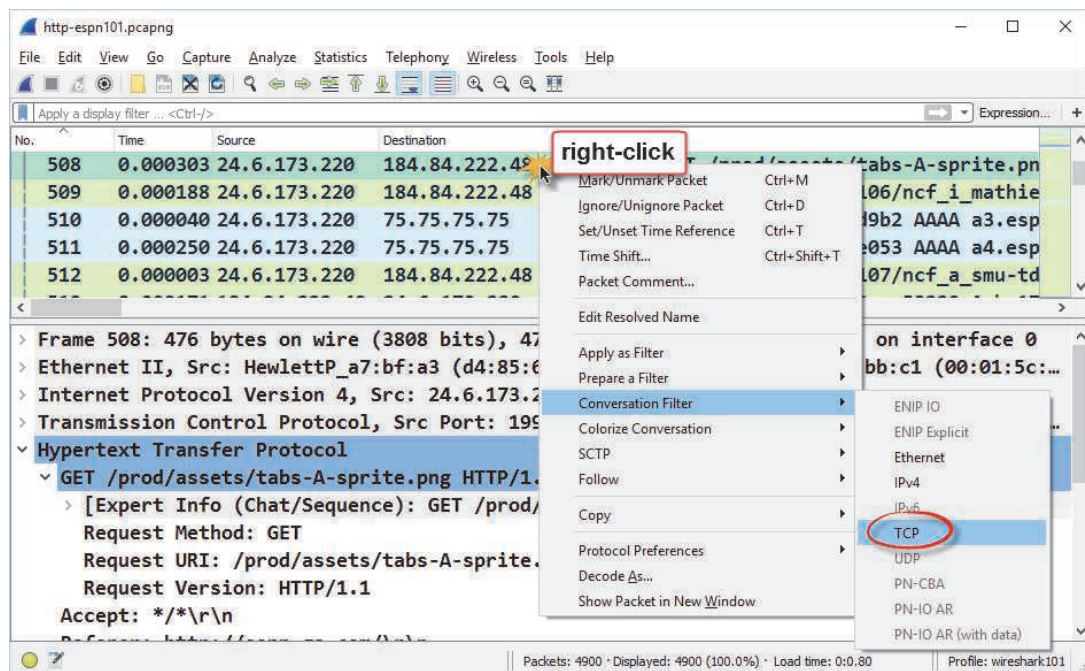 http-espn101.pcapng
File Edit View Go Capture Analyze Statistics Telephony Wireless Tools Help
Apply a display filter ... <Ctrl-/>
Expression... +
No. Time Source Destination
right-click
508 0.000303 24.6.173.220 184.84.222.48 /prod/assets/tabs-A-sprite.pn
509 0.000188 24.6.173.220 184.84.222.48 106/ncf_i_mathie
510 0.000040 24.6.173.220 75.75.75.75 d9b2 AAAA a3.esp
511 0.000250 24.6.173.220 75.75.75.75 e053 AAAA a4.esp
512 0.000003 24.6.173.220 184.84.222.48 107/ncf_a_smu-td
Mark/Unmark Packet Ctrl+M
Ignore/Unignore Packet Ctrl+D
Set/Unset Time Reference Ctrl+T
Time Shift... Ctrl+Shift+T
Packet Comment...
Edit Resolved Name
Apply as Filter
Prepare a Filter
Conversation Filter
Colorize Conversation
SCTP
Follow
Copy
Protocol Preferences
Decode As...
Show Packet in New Window
ENIP IO
ENIP Explicit
Ethernet
IPv4
IPv6
TCP
UDP
PN-CBA
PN-IO AR
PN-IO AR (with data)
Frame 508: 476 bytes on wire (3808 bits), 47 on interface 0
Ethernet II, Src: HewlettP_a7:bf:a3 (d4:85:6 bb:c1 (00:01:5c:…
Internet Protocol Version 4, Src: 24.6.173.2
Transmission Control Protocol, Src Port: 199 …
Hypertext Transfer Protocol
GET /prod/assets/tabs-A-sprite.png HTTP/1.
[Expert Info (Chat/Sequence): GET /prod/
Request Method: GET
Request URI: /prod/assets/tabs-A-sprite.
Request Version: HTTP/1.1
Accept: */*\r\n
Packets: 4900 · Displayed: 4900 (100.0%) · Load time: 0:0.80 Profile: wireshark101